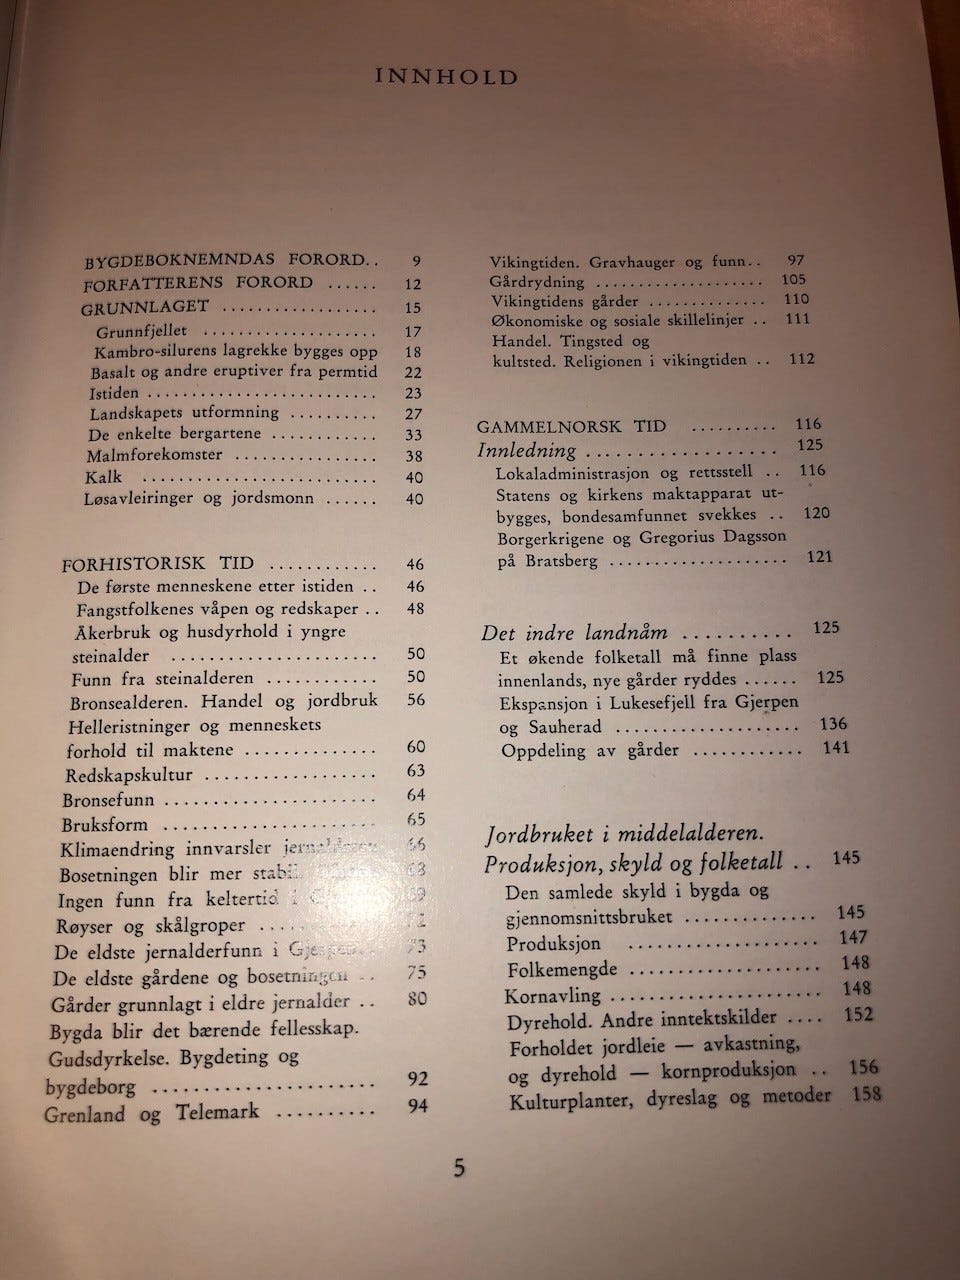 INNHOLD
BYGDEBOKNEMNDAS FORORD.. 9
FORFATTERENS FORORD ...... 12
GRUNNLAGET ................. 15
Grunnfjellet .................... 17
Kambro-silurens lagrekke bygges opp 18
Basalt og andre eruptiver fra permtid 22
Istiden .......................... 23
Landskapets utformning .......... 27
De enkelte bergartene ............ 33
Malmforekomster ................ 38
Kalk .......................... 40
Løsavleiringer og jordsmonn ...... 40
FORHISTORISK TID ............ 46
De første menneskene etter istiden .. 46
Fangstfolkenes våpen og redskaper .. 48
Åkerbruk og husdyrhold i yngre
steinalder ..................... 50
Funn fra steinalderen ............ 50
Bronsealderen. Handel og jordbruk 56
Helleristninger og menneskets
forhold til maktene .............. 60
Redskapskultur .................. 63
Bronsefunn ...................... 64
Bruksform ...................... 65
Klimaendring innvarsler jernalderen 66
Bosetningen blir mer
Ingen funn fra keltertid i
Røyser og skålgroper ............ 71
De eldste jernalderfunn i Gjerpen.. 73
De eldste gårdene og bosetningen .. 75
Gårder grunnlagt i eldre jernalder .. 80
Bygda blir det bærende fellesskap.
Gudsdyrkelse. Bygdeting og
bygdeborg ...................... 92
Grenland og Telemark .......... 94
Vikingtiden. Gravhauger og funn.. 97
Gårdrydning .................... 105
Vikingtidens gårder .............. 110
Økonomiske og sosiale skillelinjer .. 111
Handel. Tingsted og
kultsted. Religionen i vikingtiden .. 112
GAMMELNORSK TID .......... 116
Innledning .................. 125
Lokaladministrasjon og rettsstell .. 116
Statens og kirkens maktapparat ut-
bygges, bondesamfunnet svekkes .. 120
Borgerkrigene og Gregorius Dagsson
på Bratsberg .................... 121
Det indre landnåm .......... 125
Et økende folketall må finne plass
innenlands, nye gårder ryddes ...... 125
Ekspansjon i Lukesefjell fra Gjerpen
og Sauherad .................... 136
Oppdeling av gårder ............ 141
Jordbruket i middelalderen.
Produksjon, skyld og folketall .. 145
Den samlede skyld i bygda og
gjennomsnittsbruket .............. 145
Produksjon .................... 147
Folkemengde .................... 148
Kornavling ...................... 148
Dyrehold. Andre inntektskilder .... 152
Forholdet jordleie — avkastning,
og dyrehold — kornproduksjon .. 156
Kulturplanter, dyreslag og metoder 158
5